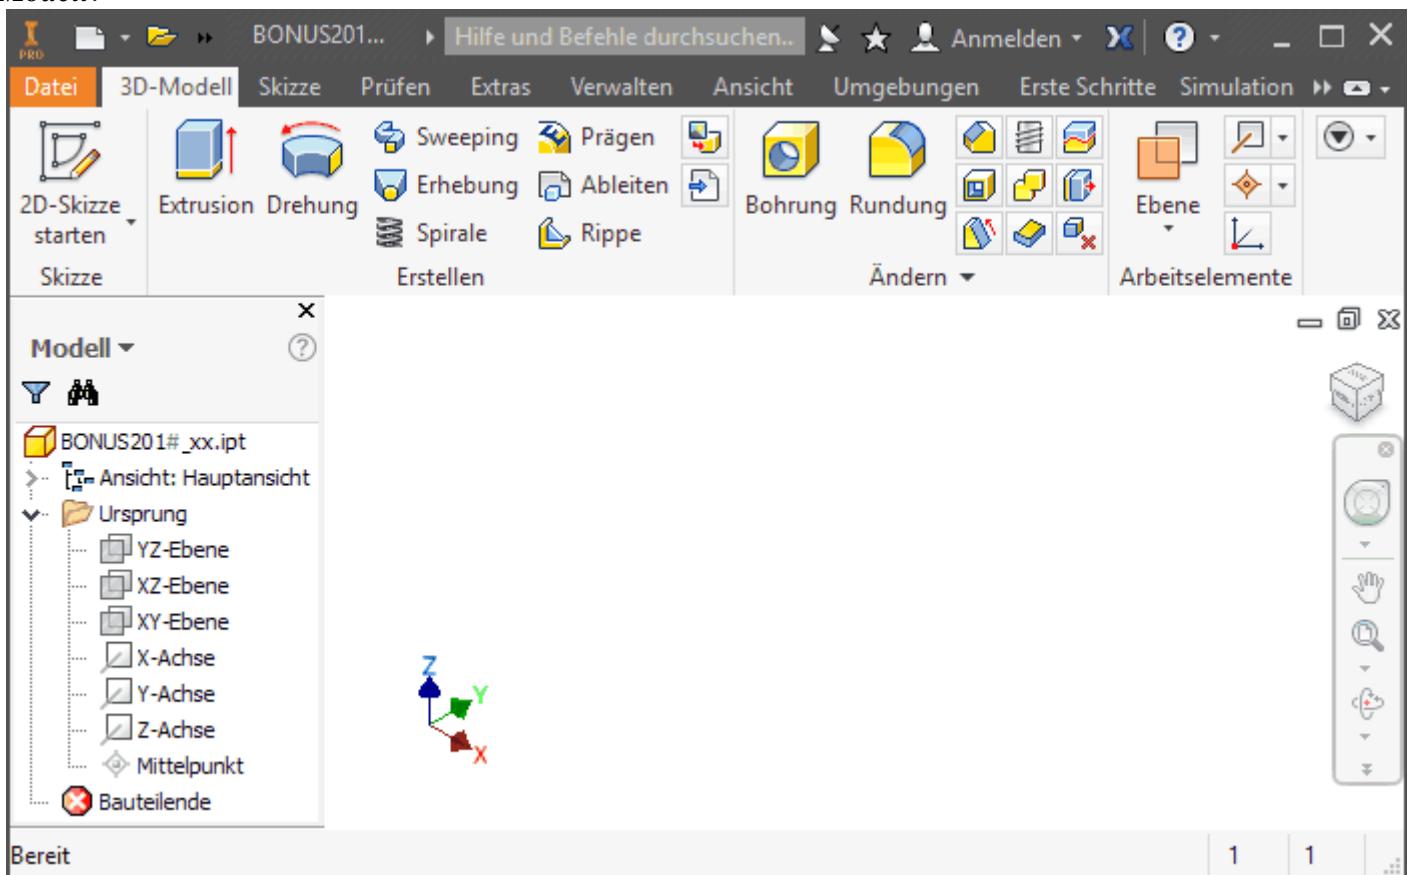 PRO BONUS201... Hilfe und Befehle durchsuchen.. Anmelden
Datei 3D-Modell Skizze Prüfen Extras Verwalten Ansicht Umgebungen Erste Schritte Simulation
2D-Skizze starten
Extrusion
Drehung
Sweeping
Erhebung
Spirale
Prägen
Ableiten
Rippe
Bohrung
Rundung
Ebene
Skizze Erstellen Ändern Arbeitselemente
Modell
BONUS201#_xx.ipt
Ansicht: Hauptansicht
Ursprung
YZ-Ebene
XZ-Ebene
XY-Ebene
X-Achse
Y-Achse
Z-Achse
Mittelpunkt
Bauteilende
Z
Y
X
Bereit 1 1